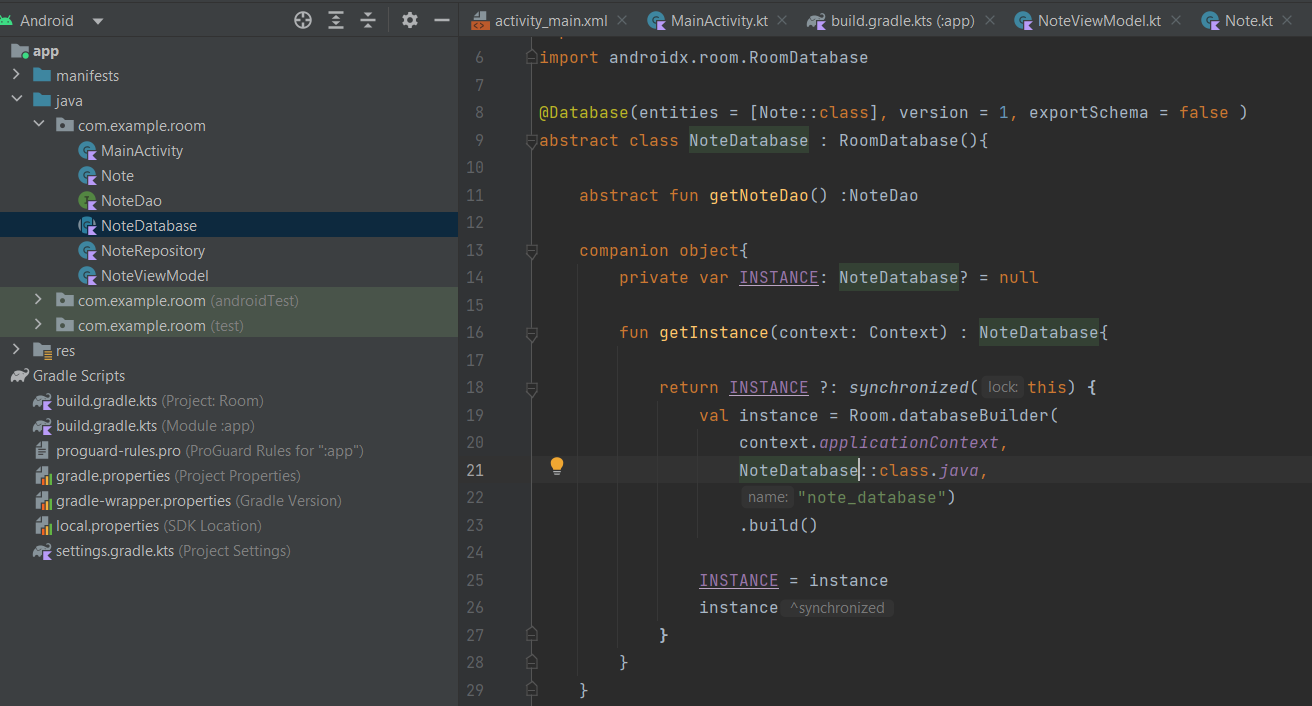 Android
app
manifests
java
com.example.room
MainActivity
Note
NoteDao
NoteDatabase
NoteRepository
NoteViewModel
com.example.room (androidTest)
com.example.room (test)
res
Gradle Scripts
build.gradle.kts (Project: Room)
build.gradle.kts (Module :app)
proguard-rules.pro (ProGuard Rules for ":app")
gradle.properties (Project Properties)
gradle-wrapper.properties (Gradle Version)
local.properties (SDK Location)
settings.gradle.kts (Project Settings)
activity_main.xml MainActivity.kt build.gradle.kts (:app) NoteViewModel.kt Note.kt
6 import androidx.room.RoomDatabase
7
8 @Database(entities = [Note::class], version = 1, exportSchema = false )
9 abstract class NoteDatabase : RoomDatabase(){
10
11 abstract fun getNoteDao() :NoteDao
12
13 companion object{
14 private var INSTANCE: NoteDatabase? = null
15
16 fun getInstance(context: Context) : NoteDatabase{
17
18 return INSTANCE ?: synchronized( lock: this) {
19 val instance = Room.databaseBuilder(
20 context.applicationContext,
21 NoteDatabase::class.java,
22 name: "note_database")
23 .build()
24
25 INSTANCE = instance
26 instance ^synchronized
27 }
28 }
29 }